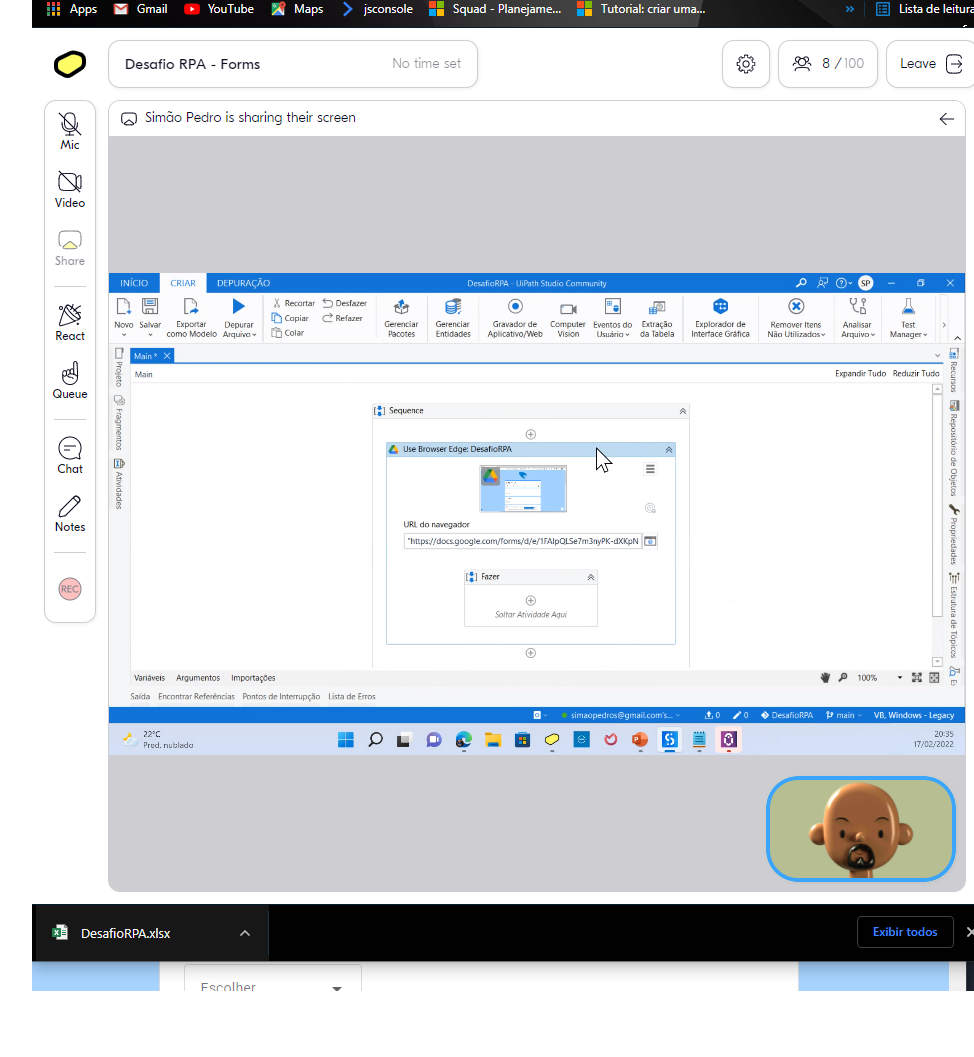 Apps Gmail YouTube Maps jsconsole Squad - Planejame... Tutorial: criar uma... » Lista de leitura
Desafio RPA - Forms No time set 8 /100 Leave
Simão Pedro is sharing their screen
Mic
Video
Share
React
Queue
Chat
Notes
REC
INÍCIO CRIAR DEPURAÇÃO DesafioRPA - UiPath Studio Community SP
Novo Salvar Exportar como Modelo Depurar Arquivo Recortar Copiar Colar Desfazer Refazer Gerenciar Pacotes Gerenciar Entidades Gravador de Aplicativo/Web Computer Vision Eventos do Usuário Extração da Tabela Explorador de Interface Gráfica Remover Itens Não Utilizados Analisar Arquivo Test Manager
Main *
Main Expandir Tudo Reduzir Tudo
Projeto
Fragmentos
Atividades
Recursos
Repositório de Objetos
Propriedades
Estrutura de Tópicos
Sequence
Use Browser Edge: DesafioRPA
URL do navegador
"https://docs.google.com/forms/d/e/1FAIpQLSe7m3nyPK-dXKpN
Fazer
Soltar Atividade Aqui
Variáveis Argumentos Importações 100%
Saída Encontrar Referências Pontos de Interrupção Lista de Erros
simaopedros@gmail.com's... 0 0 DesafioRPA main VB, Windows - Legacy
22°C
Pred. nublado
20:35
17/02/2022
DesafioRPA.xlsx Exibir todos
Escolher